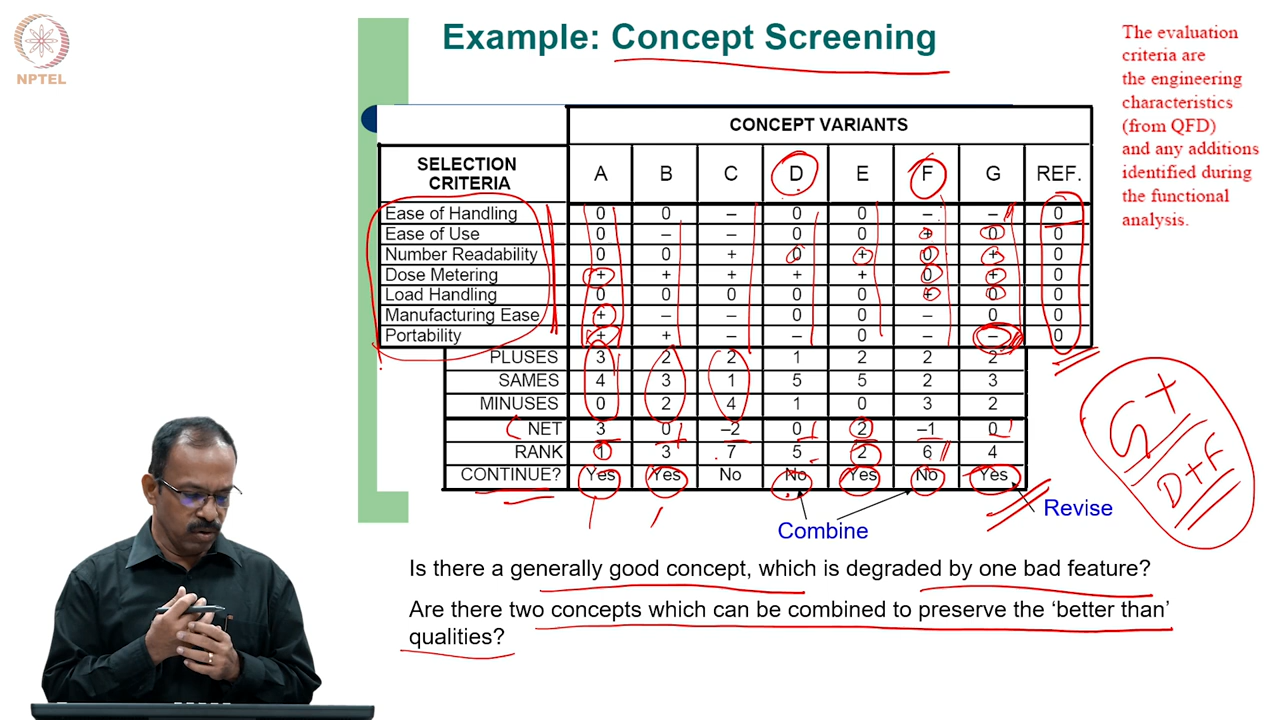 NPTEL
Example: Concept Screening
The evaluation
criteria are
the engineering
characteristics
(from QFD)
and any additions
identified during
the functional
analysis.
CONCEPT VARIANTS
SELECTION
CRITERIA A B C D E F G REF.
Ease of Handling 0 0 – 0 0 – – 0
Ease of Use 0 – – 0 0 + 0 0
Number Readability 0 0 + 0 + 0 + 0
Dose Metering + + + + + 0 + 0
Load Handling 0 0 0 0 0 + 0 0
Manufacturing Ease + – – 0 0 – 0 0
Portability + + – – 0 – – 0
PLUSES 3 2 2 1 2 2 2
SAMES 4 3 1 5 5 2 3
MINUSES 0 2 4 1 0 3 2
NET 3 0 –2 0 2 –1 0
RANK 1 3 7 5 2 6 4
CONTINUE? Yes Yes No No Yes No Yes
Combine
Revise
D+F
Is there a generally good concept, which is degraded by one bad feature?
Are there two concepts which can be combined to preserve the ‘better than’
qualities?